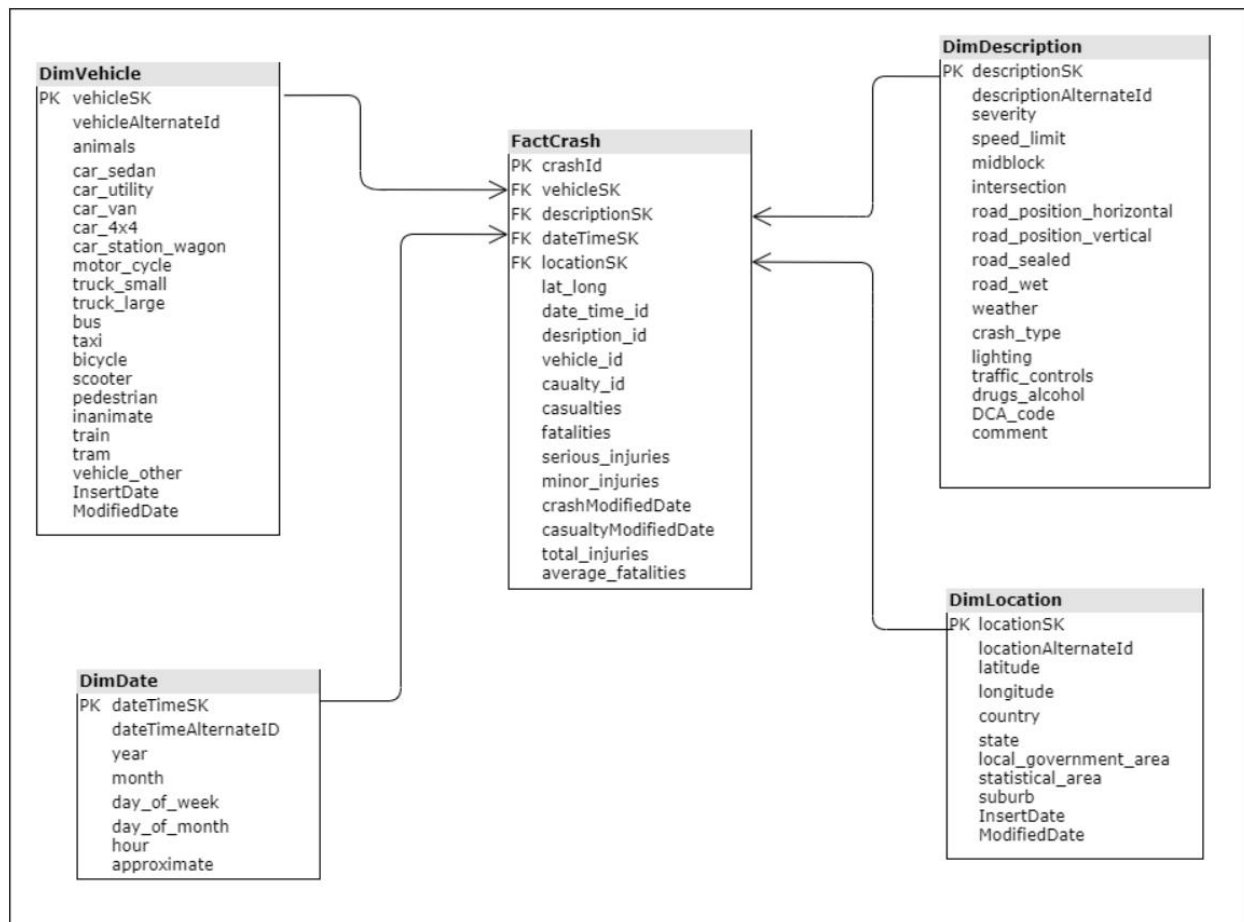 DimVehicle
PK vehicleSK
vehicleAlternateId
animals
car_sedan
car_utility
car_van
car_4x4
car_station_wagon
motor_cycle
truck_small
truck_large
bus
taxi
bicycle
scooter
pedestrian
inanimate
train
tram
vehicle_other
InsertDate
ModifiedDate
DimDate
PK dateTimeSK
dateTimeAlternateID
year
month
day_of_week
day_of_month
hour
approximate
FactCrash
PK crashId
FK vehicleSK
FK descriptionSK
FK dateTimeSK
FK locationSK
lat_long
date_time_id
desription_id
vehicle_id
caualty_id
casualties
fatalities
serious_injuries
minor_injuries
crashModifiedDate
casualtyModifiedDate
total_injuries
average_fatalities
DimDescription
PK descriptionSK
descriptionAlternateId
severity
speed_limit
midblock
intersection
road_position_horizontal
road_position_vertical
road_sealed
road_wet
weather
crash_type
lighting
traffic_controls
drugs_alcohol
DCA_code
comment
DimLocation
PK locationSK
locationAlternateId
latitude
longitude
country
state
local_government_area
statistical_area
suburb
InsertDate
ModifiedDate